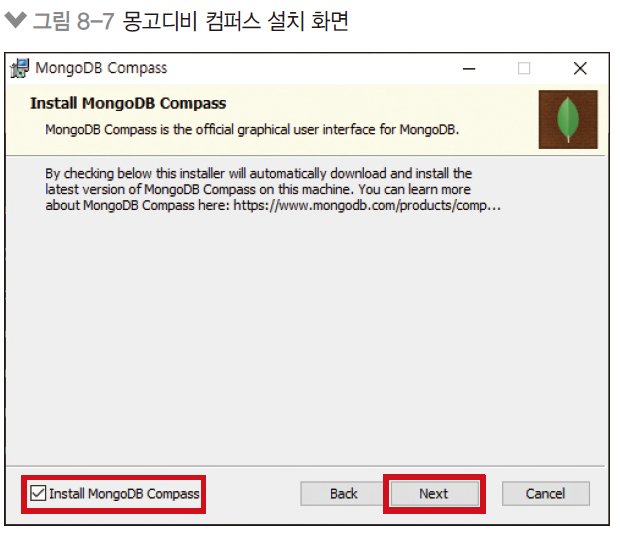 그림 8-7 몽고디비 컴퍼스 설치 화면
MongoDB Compass
Install MongoDB Compass
MongoDB Compass is the official graphical user interface for MongoDB.
By checking below this installer will automatically download and install the
latest version of MongoDB Compass on this machine. You can learn more
about MongoDB Compass here: https://www.mongodb.com/products/comp...
Install MongoDB Compass
Back
Next
Cancel